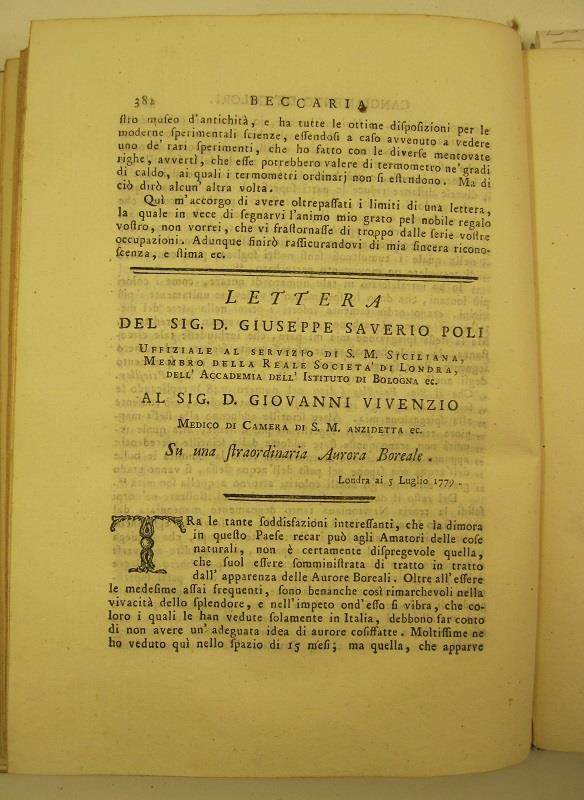 382 BECCARIA
ſtro muſeo d'antichità, e ha tutte le ottime diſpoſizioni per le
moderne ſperimentali ſcienze, eſſendoſi a caſo avvenuto a vedere
uno de' rari ſperimenti, che ho fatto con le diverſe mentovate
righe, avvertì, che eſſe potrebbero valere di termometro ne' gradi
di caldo, ai quali i termometri ordinarj non ſi eſtendono. Ma di
ciò dirò alcun' altra volta.
Quì m'accorgo di avere oltrepaſſati i limiti di una lettera,
la quale in vece di ſegnarvi l'animo mio grato pel nobile regalo
voſtro, non vorrei, che vi fraſtornaſſe di troppo dalle ſerie voſtre
occupazioni. Adunque finirò raſſicurandovi di mia ſincera ricono-
ſcenza, e ſtima ec.
LETTERA
DEL SIG. D. GIUSEPPE SAVERIO POLI
UFFIZIALE AL SERVIZIO DI S. M. SICILIANA,
MEMBRO DELLA REALE SOCIETA' DI LONDRA,
DELL' ACCADEMIA DELL' ISTITUTO DI BOLOGNA ec.
AL SIG. D. GIOVANNI VIVENZIO
MEDICO DI CAMERA DI S. M. ANZIDETTA ec.
Su una ſtraordinaria Aurora Boreale.
Londra ai 5 Luglio 1779.
TRa le tante ſoddisfazioni intereſſanti, che la dimora
in queſto Paeſe recar può agli Amatori delle coſe
naturali, non è certamente diſpregevole quella,
che ſuol eſſere ſomminiſtrata di tratto in tratto
dall' apparenza delle Aurore Boreali. Oltre all' eſſere
le medeſime aſſai frequenti, ſono benanche così rimarchevoli nella
vivacità dello ſplendore, e nell'impeto ond'eſſo ſi vibra, che co-
loro i quali le han vedute ſolamente in Italia, debbono far conto
di non avere un' adeguata idea di aurore coſiffatte. Moltiſſime ne
ho veduto quì nello ſpazio di 15 meſi; ma quella, che apparve